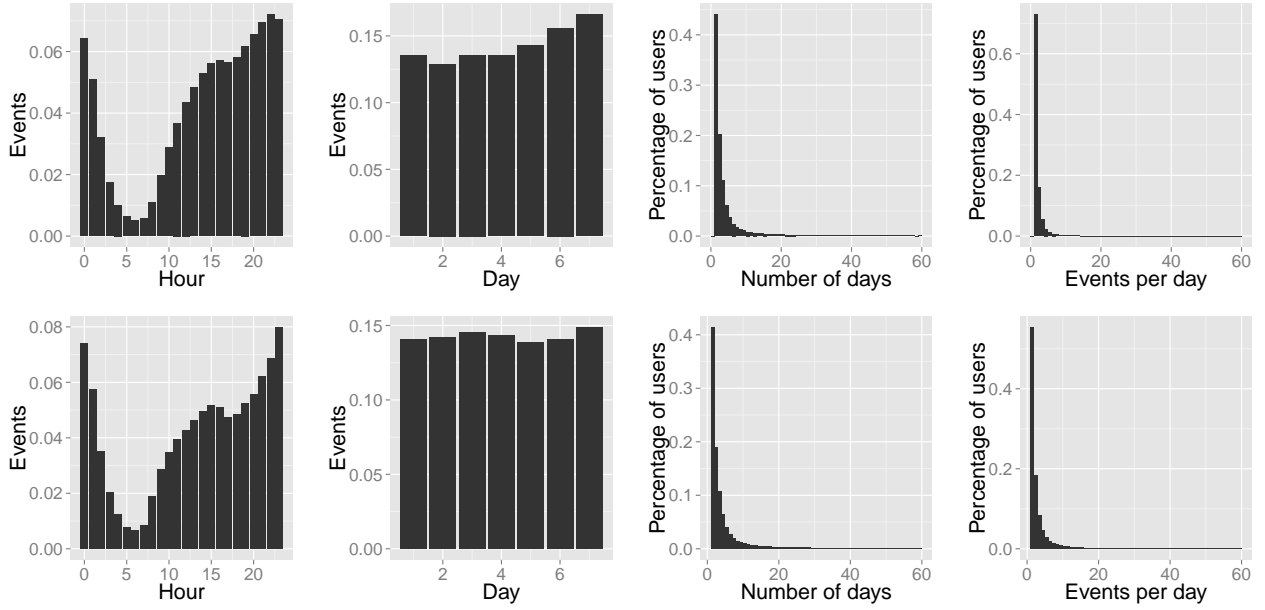 Events
0.06
0.04
0.02
0.00
0 5 10 15 20
Hour
Events
0.15
0.10
0.05
0.00
2 4 6
Day
Percentage of users
0.4
0.3
0.2
0.1
0.0
0 20 40 60
Number of days
Percentage of users
0.6
0.4
0.2
0.0
0 20 40 60
Events per day
Events
0.08
0.06
0.04
0.02
0.00
0 5 10 15 20
Hour
Events
0.15
0.10
0.05
0.00
2 4 6
Day
Percentage of users
0.4
0.3
0.2
0.1
0.0
0 20 40 60
Number of days
Percentage of users
0.4
0.2
0.0
0 20 40 60
Events per day